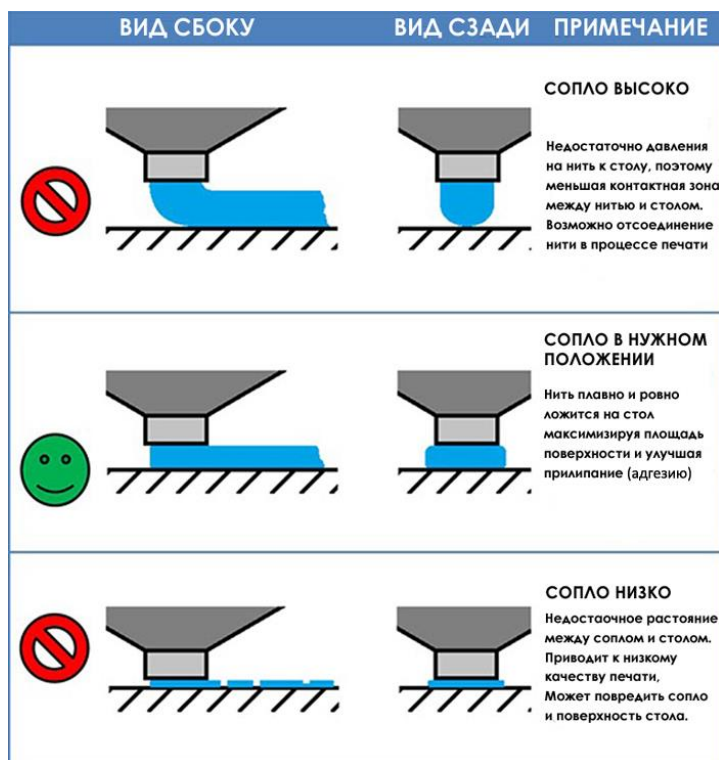 ВИД СБОКУ
ВИД СЗАДИ
ПРИМЕЧАНИЕ
СОПЛО ВЫСОКО
Недостаточно давления
на нить к столу, поэтому
меньшая контактная зона
между нитью и столом.
Возможно отсоединение
нити в процессе печати
СОПЛО В НУЖНОМ
ПОЛОЖЕНИИ
Нить плавно и ровно
ложится на стол
максимизируя площадь
поверхности и улучшая
прилипание (адгезию)
СОПЛО НИЗКО
Недостаочное растояние
между соплом и столом.
Приводит к низкому
качеству печати,
Может повредить сопло
и поверхность стола.